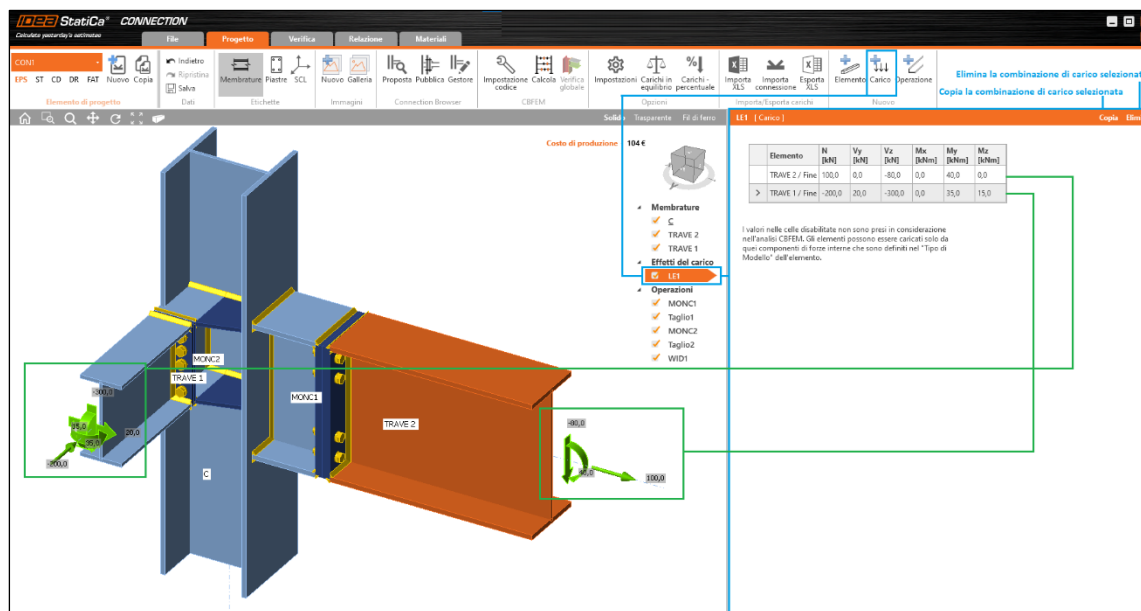 IDEA StatiCa® CONNECTION
Calculate yesterday's estimates
File Progetto Verifica Relazione Materiali
CON1
EPS ST CD DR FAT
Nuovo Copia
Elemento di progetto
Indietro
Ripristina
Salva
Dati
Membrature Piastre SCL
Etichette
Nuovo Galleria
Immagini
Proposta Pubblica Gestore
Connection Browser
Impostazione codice
Calcola
Verifica globale
CBFEM
Impostazioni
Carichi in equilibrio
Carichi - percentuale
Opzioni
Importa XLS
Importa connessione
Esporta XLS
Importa/Esporta carichi
Elemento Carico Operazione
Nuovo
Elimina la combinazione di carico selezionat
Copia la combinazione di carico selezionata
Solido Trasparente Fil di ferro
LE1 [ Carico ]
Copia Elim
Costo di produzione 104 €
Membrature
C
TRAVE 2
TRAVE 1
Effetti del carico
LE1
Operazioni
MONC1
Taglio1
MONC2
Taglio2
WID1
Elemento N [kN] Vy [kN] Vz [kN] Mx [kNm] My [kNm] Mz [kNm]
TRAVE 2 / Fine 100,0 0,0 -80,0 0,0 40,0 0,0
> TRAVE 1 / Fine -200,0 20,0 -300,0 0,0 35,0 15,0
I valori nelle celle disabilitate non sono presi in considerazione
nell'analisi CBFEM. Gli elementi possono essere caricati solo da
quei componenti di forze interne che sono definiti nel "Tipo di
Modello" dell'elemento.
MONC2
TRAVE 1
MONC1
TRAVE 2
C
-300,0
20,0
35,0
-200,0
-80,0
40,0
100,0